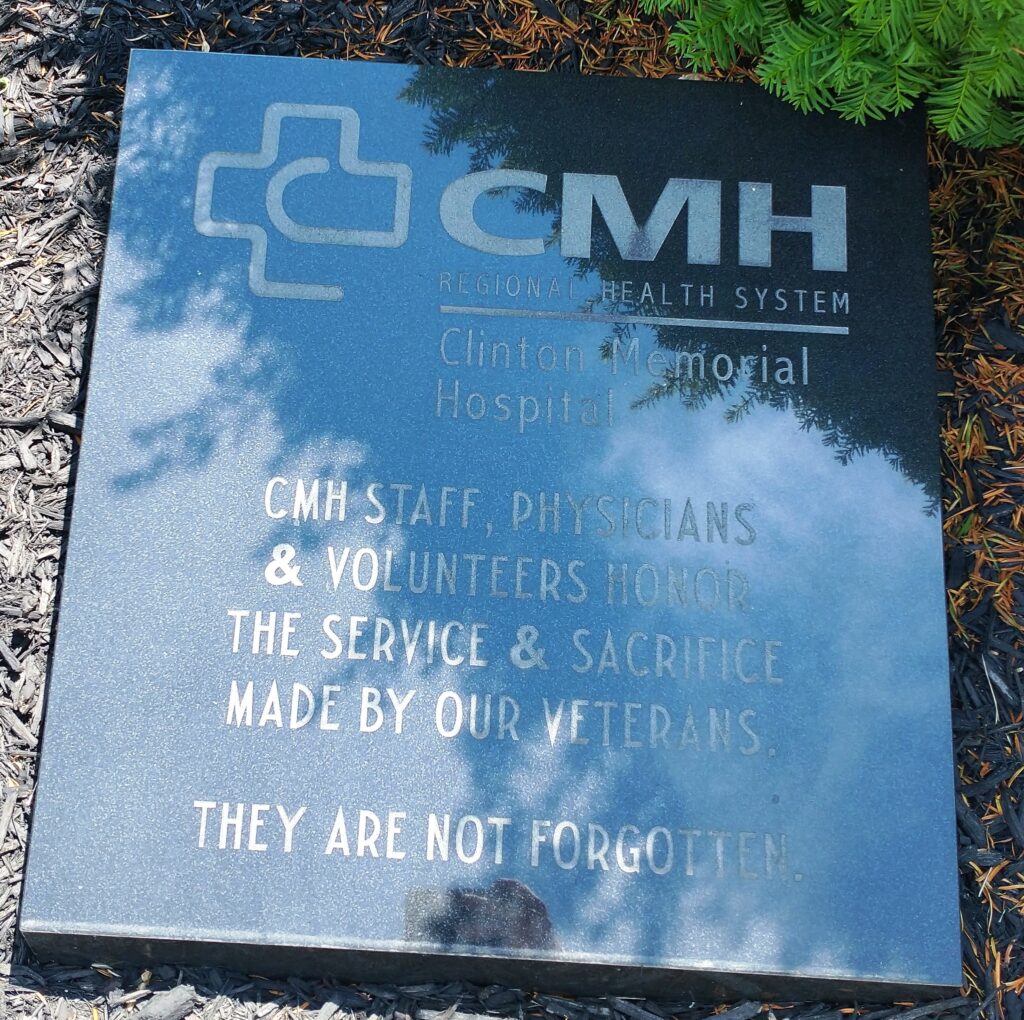 CMH
REGIONAL HEALTH SYSTEM
Clinton Memorial
Hospital
CMH STAFF, PHYSICIANS
& VOLUNTEERS HONOR
THE SERVICE & SACRIFICE
MADE BY OUR VETERANS.
THEY ARE NOT FORGOTTEN.